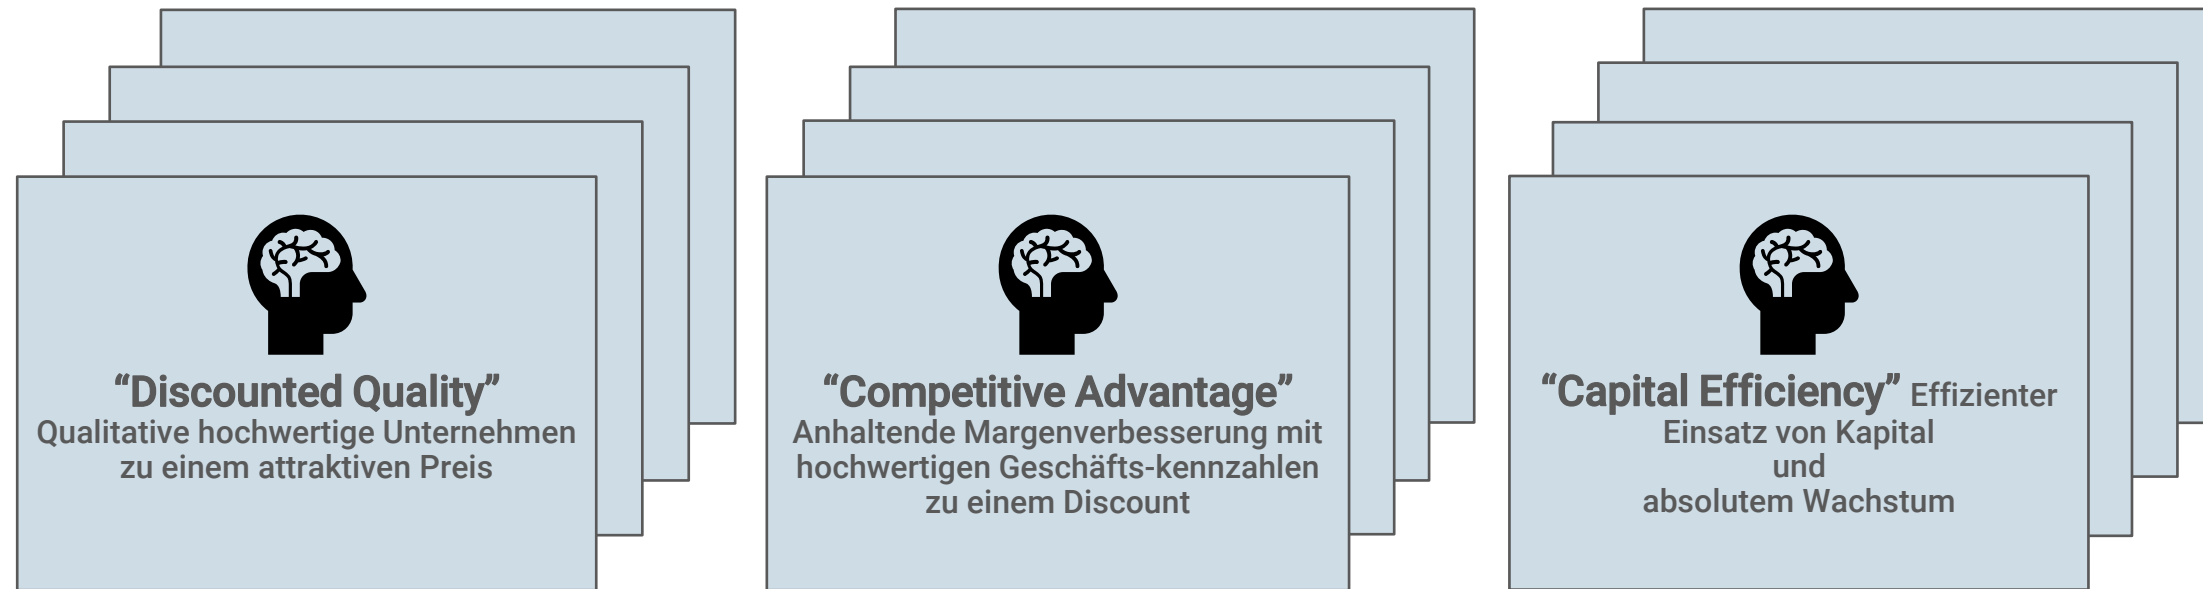 “Discounted Quality”
Qualitative hochwertige Unternehmen
zu einem attraktiven Preis
“Competitive Advantage”
Anhaltende Margenverbesserung mit
hochwertigen Geschäfts-kennzahlen
zu einem Discount
“Capital Efficiency” Effizienter
Einsatz von Kapital
und
absolutem Wachstum